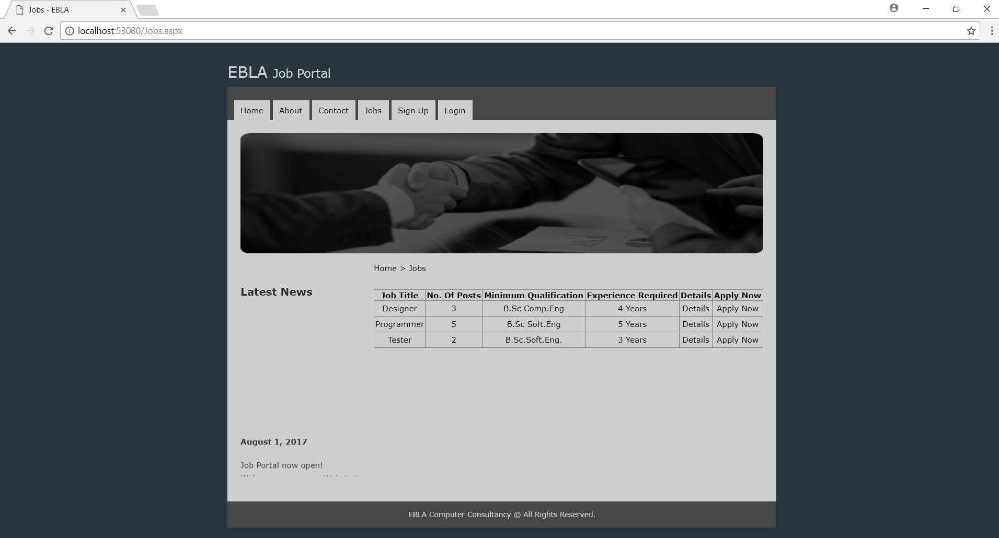 Jobs - EBLA
localhost:53080/Jobs.aspx
EBLA Job Portal
Home About Contact Jobs Sign Up Login
Home > Jobs
Latest News
Job Title No. Of Posts Minimum Qualification Experience Required Details Apply Now
Designer 3 B.Sc Comp.Eng 4 Years Details Apply Now
Programmer 5 B.Sc Soft.Eng 5 Years Details Apply Now
Tester 2 B.Sc.Soft.Eng. 3 Years Details Apply Now
August 1, 2017
Job Portal now open!
EBLA Computer Consultancy © All Rights Reserved.